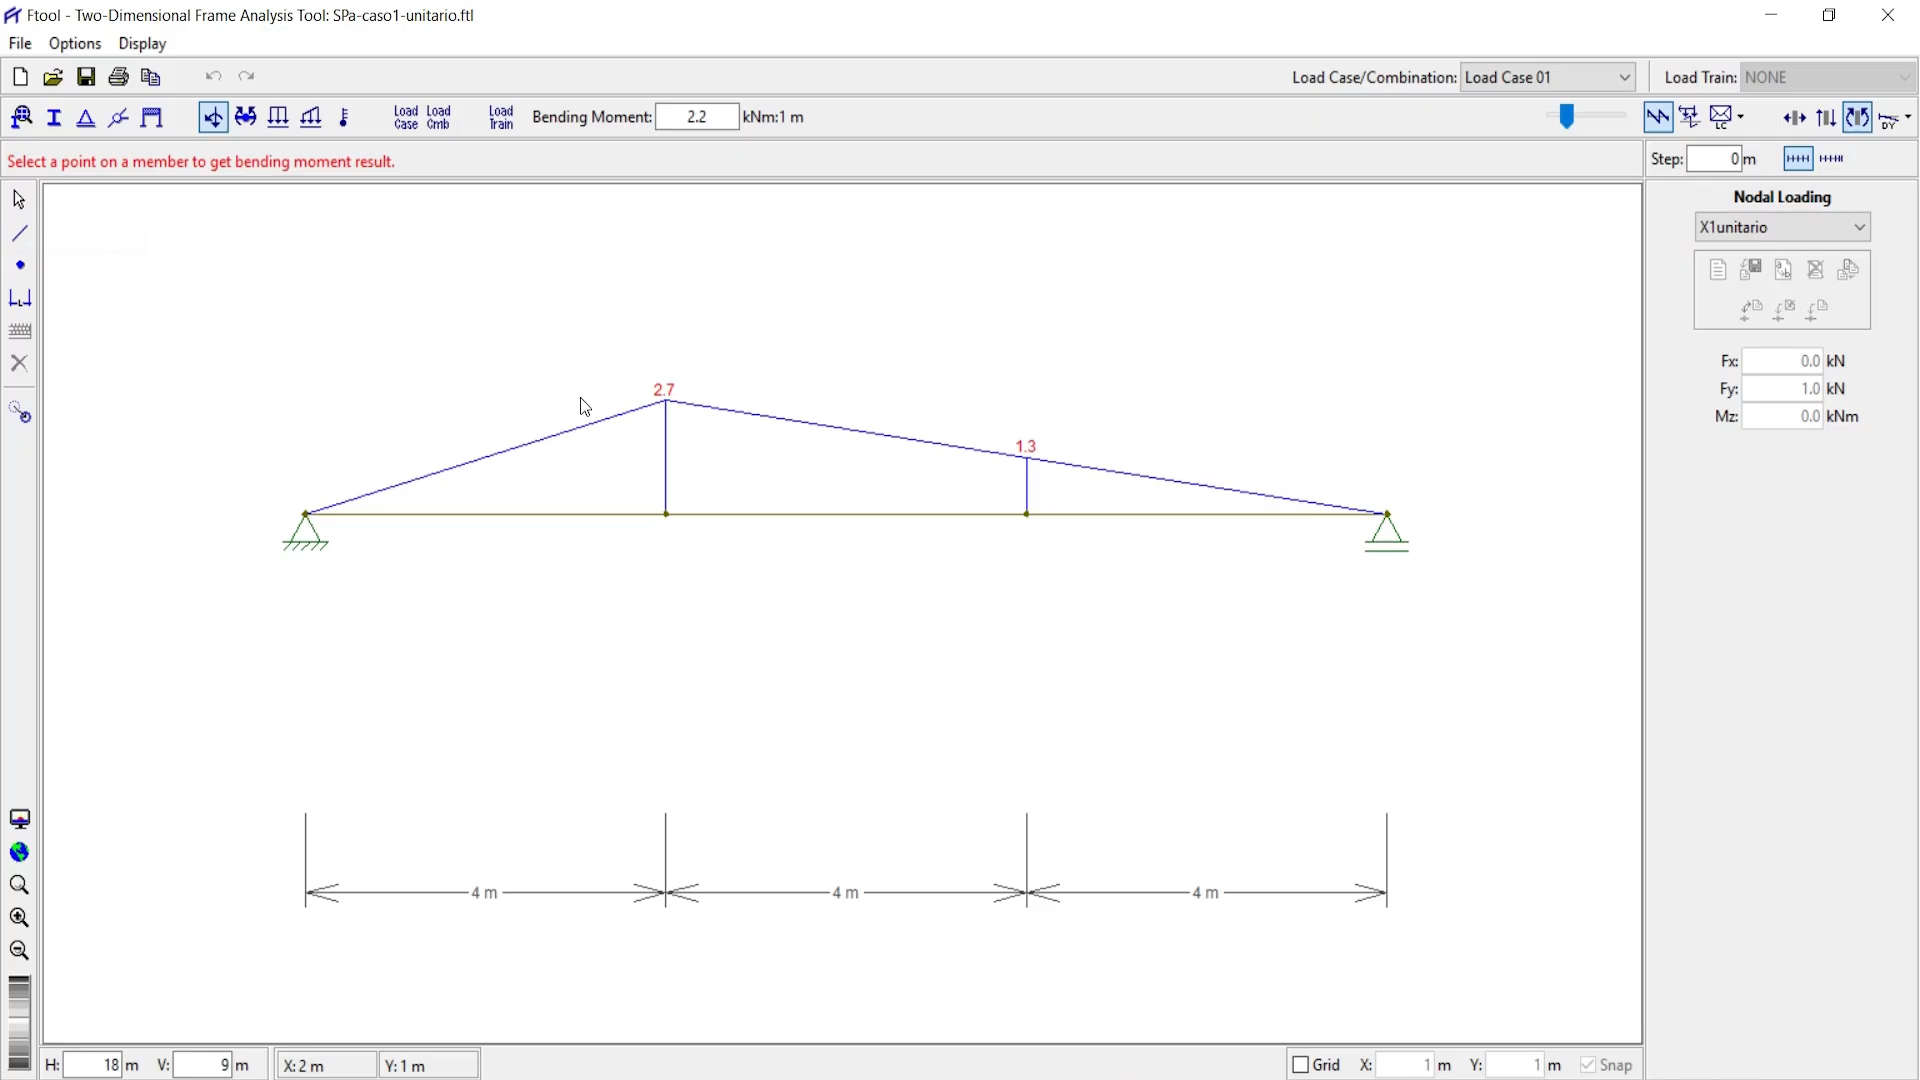 Ftool - Two-Dimensional Frame Analysis Tool: SPa-caso1-unitario.ftl
File Options Display
Load Case/Combination: Load Case 01 Load Train: NONE
Load Case Load Cmb Load Train Bending Moment: 2.2 kNm:1 m LC DY
Select a point on a member to get bending moment result.
Step: 0 m
Nodal Loading
X1unitario
Fx: 0.0 kN
Fy: 1.0 kN
Mz: 0.0 kNm
2.7
1.3
4 m 4 m 4 m
H: 18 m V: 9 m X: 2 m Y: 1 m Grid X: 1 m Y: 1 m Snap